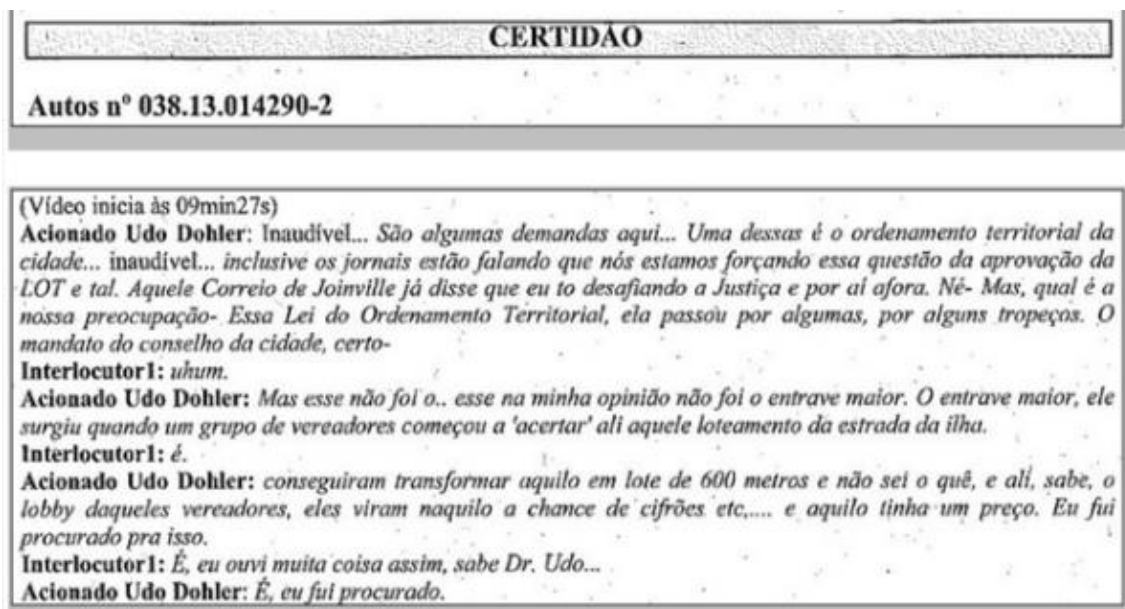 CERTIDÃO
Autos nº 038.13.014290-2
(Vídeo inicia às 09min27s)
Acionado Udo Dohler: Inaudível... São algumas demandas aqui... Uma dessas é o ordenamento territorial da
cidade... inaudível... inclusive os jornais estão falando que nós estamos forçando essa questão da aprovação da
LOT e tal. Aquele Correio de Joinville já disse que eu to desafiando a Justiça e por aí afora. Né- Mas, qual é a
nossa preocupação- Essa Lei do Ordenamento Territorial, ela passou por algumas, por alguns tropeços. O
mandato do conselho da cidade, certo-
Interlocutor1: uhum.
Acionado Udo Dohler: Mas esse não foi o.. esse na minha opinião não foi o entrave maior. O entrave maior, ele
surgiu quando um grupo de vereadores começou a 'acertar' ali aquele loteamento da estrada da ilha.
Interlocutor1: é.
Acionado Udo Dohler: conseguiram transformar aquilo em lote de 600 metros e não sei o quê, e ali, sabe, o
lobby daqueles vereadores, eles viram naquilo a chance de cifrões etc,.... e aquilo tinha um preço. Eu fui
procurado pra isso.
Interlocutor1: É, eu ouvi muita coisa assim, sabe Dr. Udo...
Acionado Udo Dohler: É, eu fui procurado.